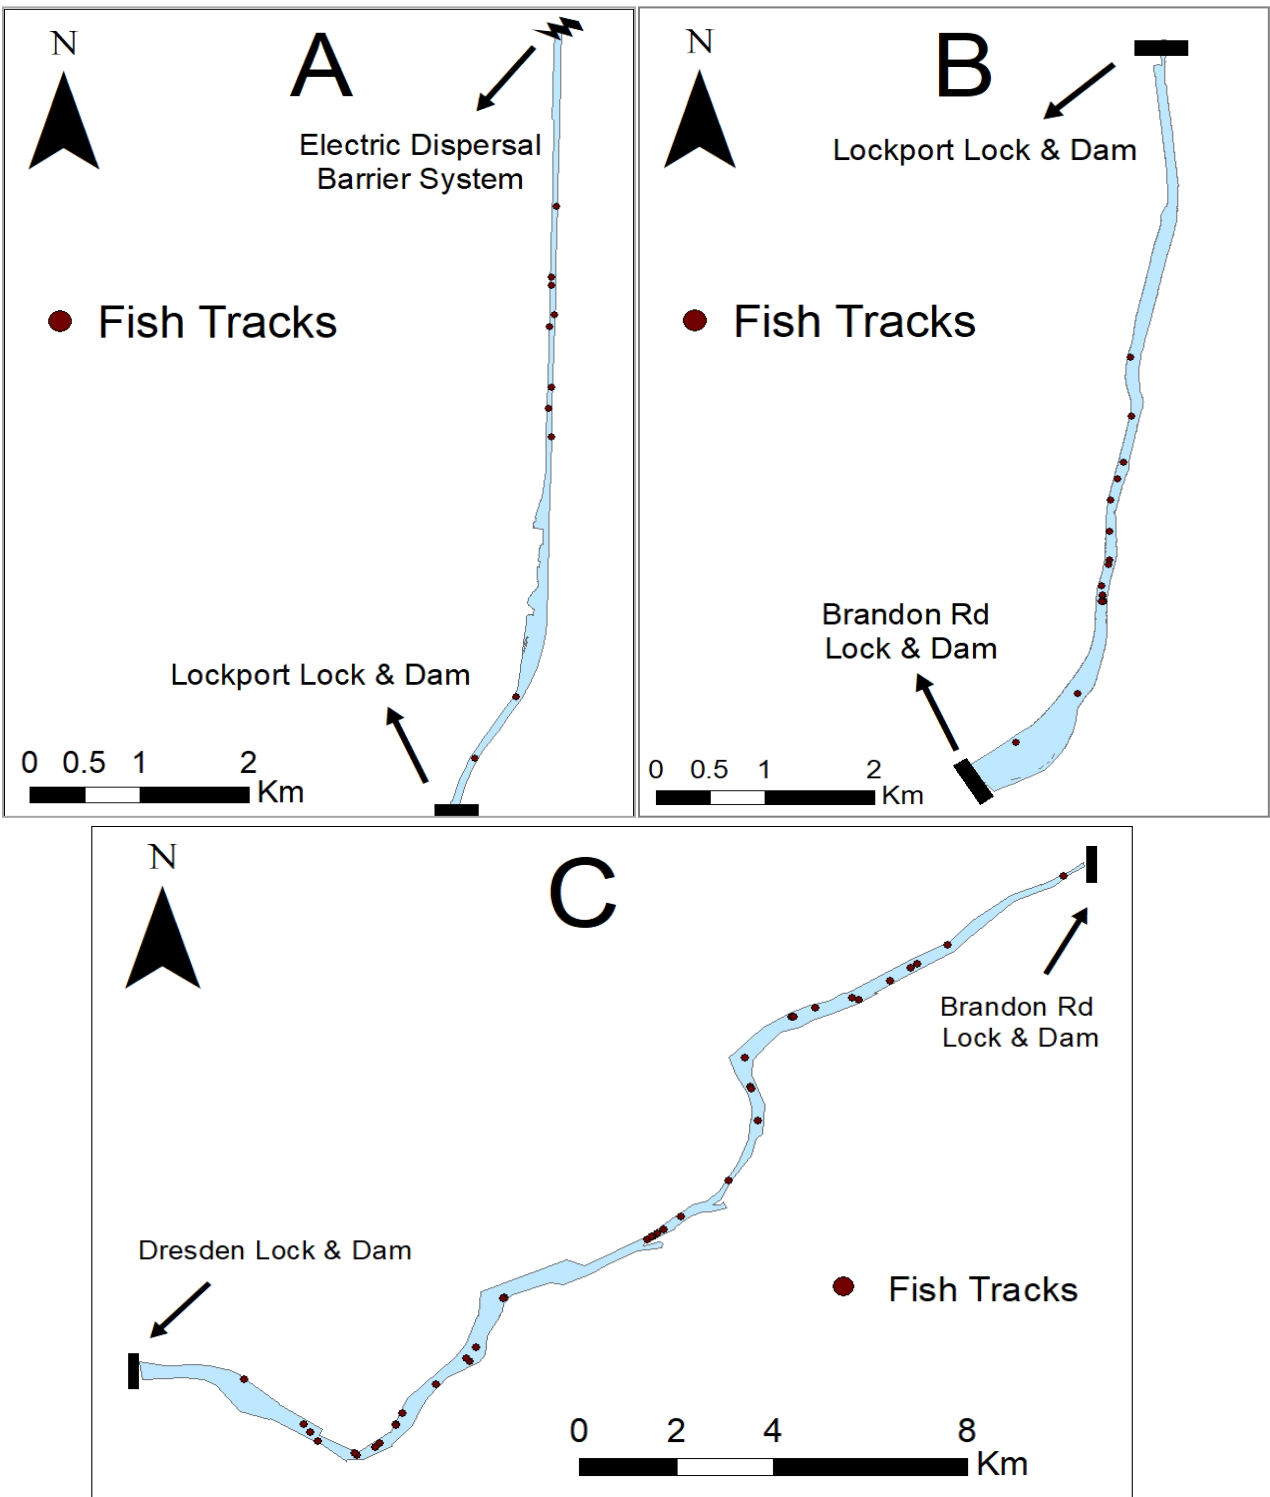 N
A
Electric Dispersal
Barrier System
Fish Tracks
Lockport Lock & Dam
0 0.5 1 2
Km
N
B
Lockport Lock & Dam
Fish Tracks
Brandon Rd
Lock & Dam
0 0.5 1 2
Km
N
C
Brandon Rd
Lock & Dam
Dresden Lock & Dam
Fish Tracks
0 2 4 8
Km